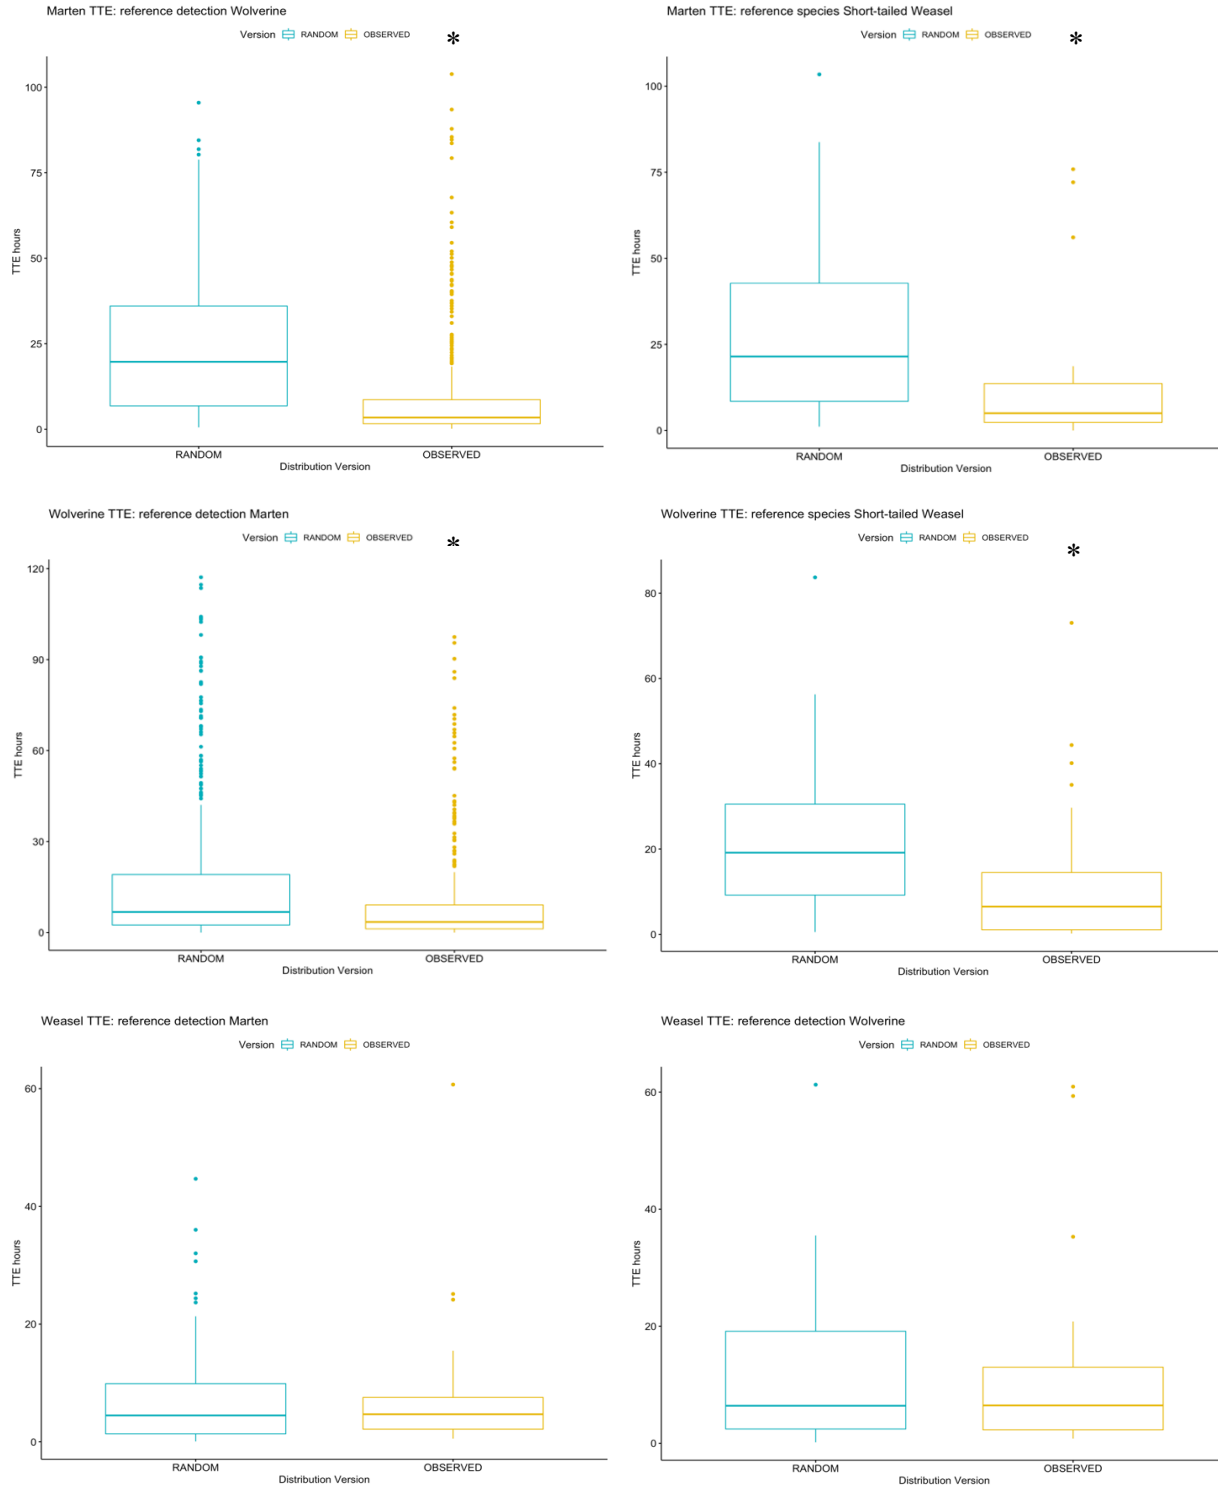 Marten TTE: reference detection Wolverine
Version RANDOM OBSERVED
*
100
75
50
25
0
TTE hours
RANDOM OBSERVED
Distribution Version
Marten TTE: reference species Short-tailed Weasel
Version RANDOM OBSERVED
*
100
75
50
25
0
TTE hours
RANDOM OBSERVED
Distribution Version
Wolverine TTE: reference detection Marten
Version RANDOM OBSERVED
*
120
90
60
30
0
TTE hours
RANDOM OBSERVED
Distribution Version
Wolverine TTE: reference species Short-tailed Weasel
Version RANDOM OBSERVED
*
80
60
40
20
0
TTE hours
RANDOM OBSERVED
Distribution Version
Weasel TTE: reference detection Marten
Version RANDOM OBSERVED
60
40
20
0
TTE hours
RANDOM OBSERVED
Distribution Version
Weasel TTE: reference detection Wolverine
Version RANDOM OBSERVED
60
40
20
0
TTE hours
RANDOM OBSERVED
Distribution Version